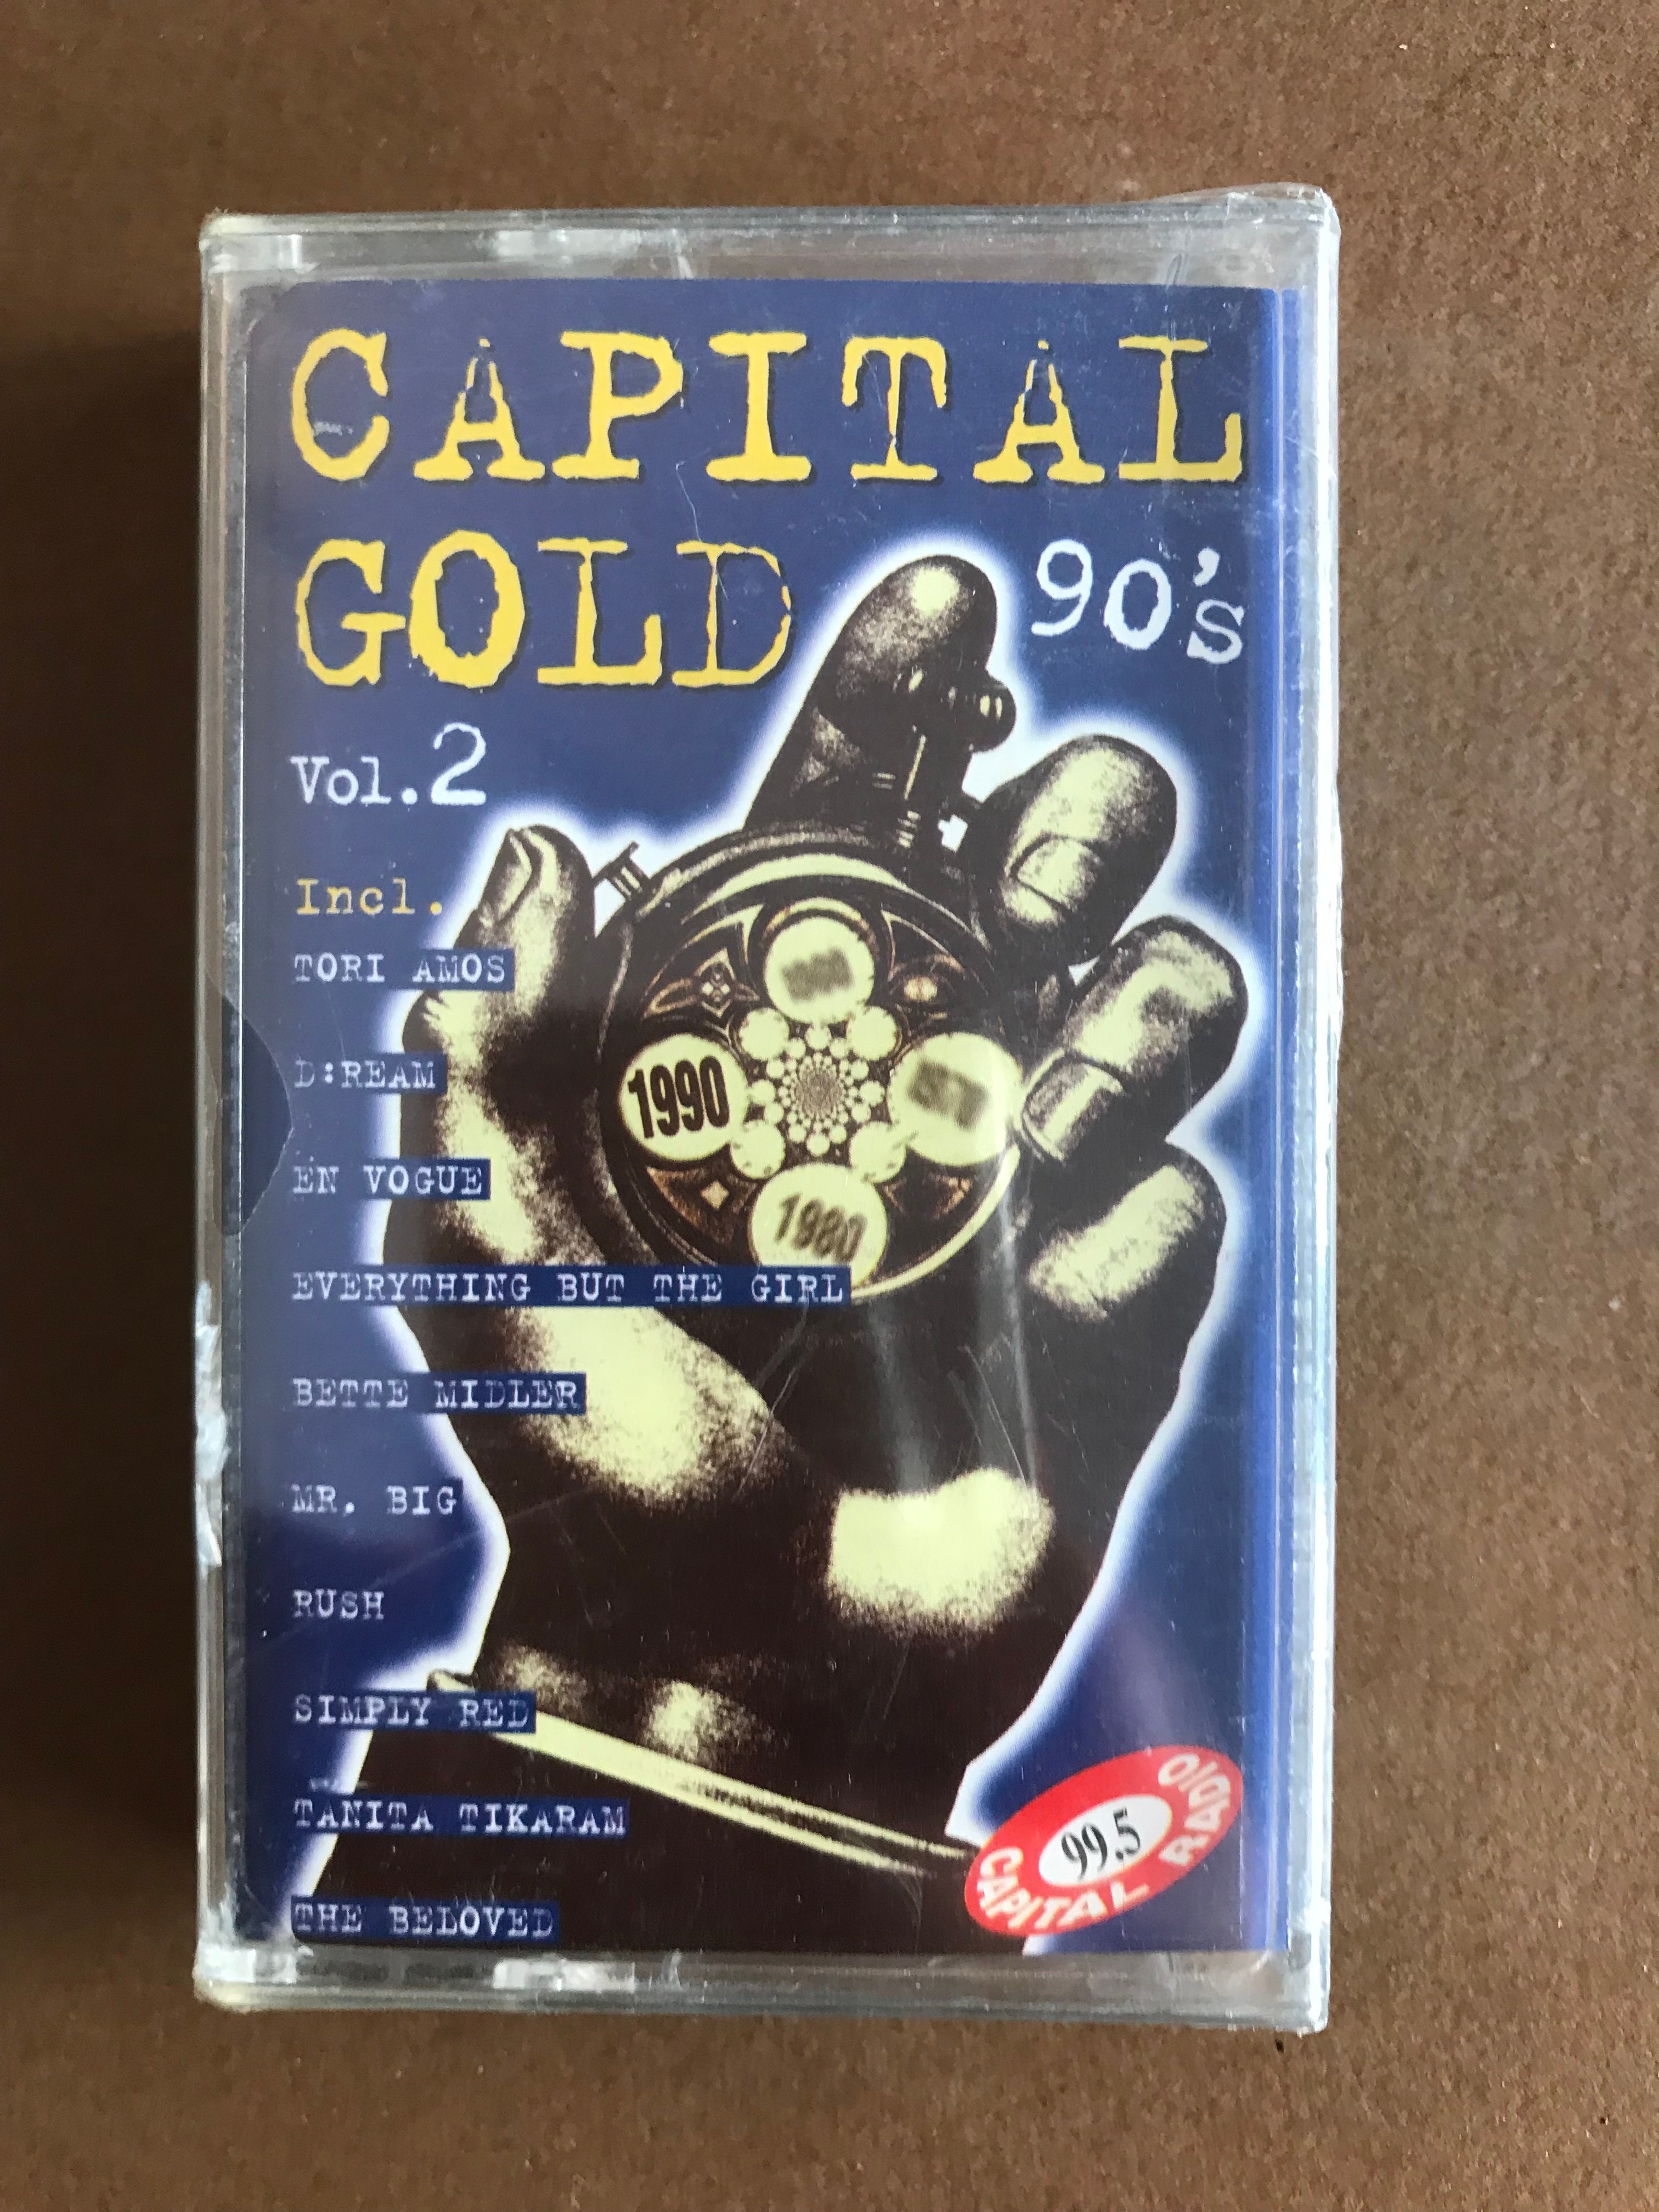 CAPITAL
GOLD 90's
Vol.2
Incl.
TORI AMOS
D:REAM
1990
EN VOGUE
1980
EVERYTHING BUT THE GIRL
BETTE MIDLER
MR. BIG
RUSH
SIMPLY RED
TANITA TIKARAM
THE BELOVED
CAPITAL RADIO
99.5